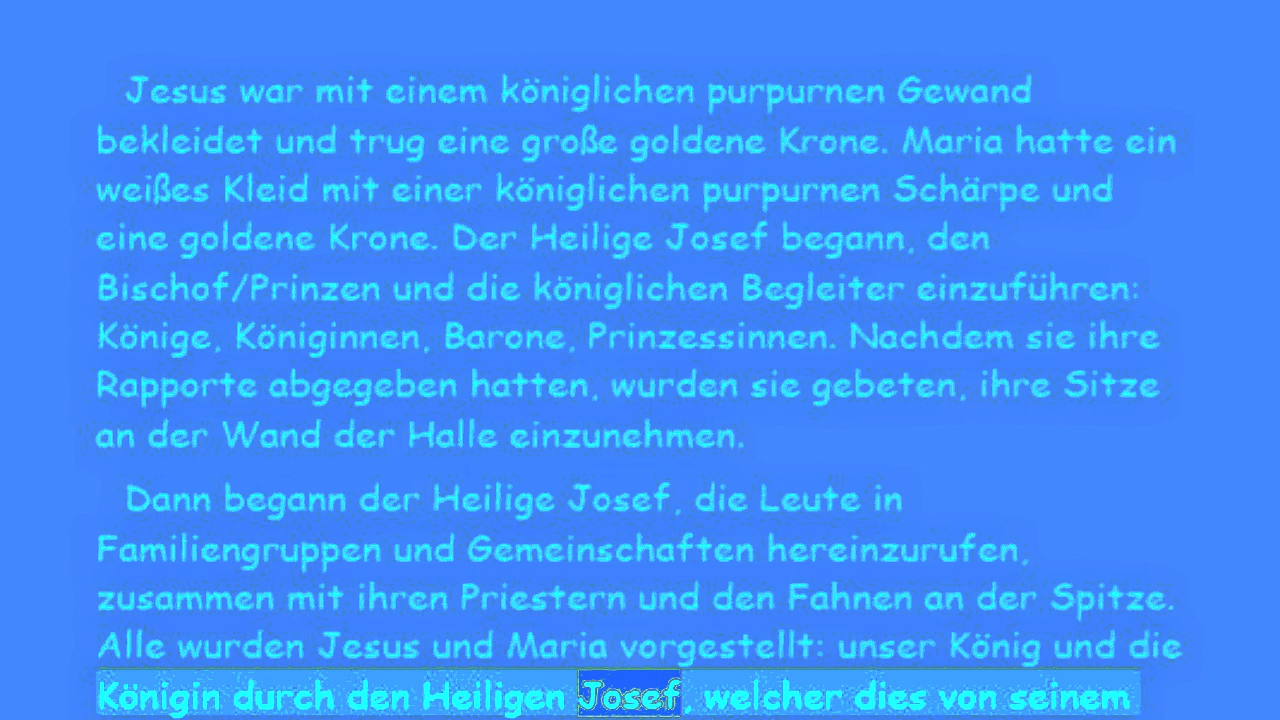 Jesus war mit einem königlichen purpurnen Gewand
bekleidet und trug eine große goldene Krone. Maria hatte ein
weißes Kleid mit einer königlichen purpurnen Schärpe und
eine goldene Krone. Der Heilige Josef begann, den
Bischof/Prinzen und die königlichen Begleiter einzuführen:
Könige, Königinnen, Barone, Prinzessinnen. Nachdem sie ihre
Rapporte abgegeben hatten, wurden sie gebeten, ihre Sitze
an der Wand der Halle einzunehmen.
Dann begann der Heilige Josef, die Leute in
Familiengruppen und Gemeinschaften hereinzurufen,
zusammen mit ihren Priestern und den Fahnen an der Spitze.
Alle wurden Jesus und Maria vorgestellt: unser König und die
Königin durch den Heiligen Josef, welcher dies von seinem